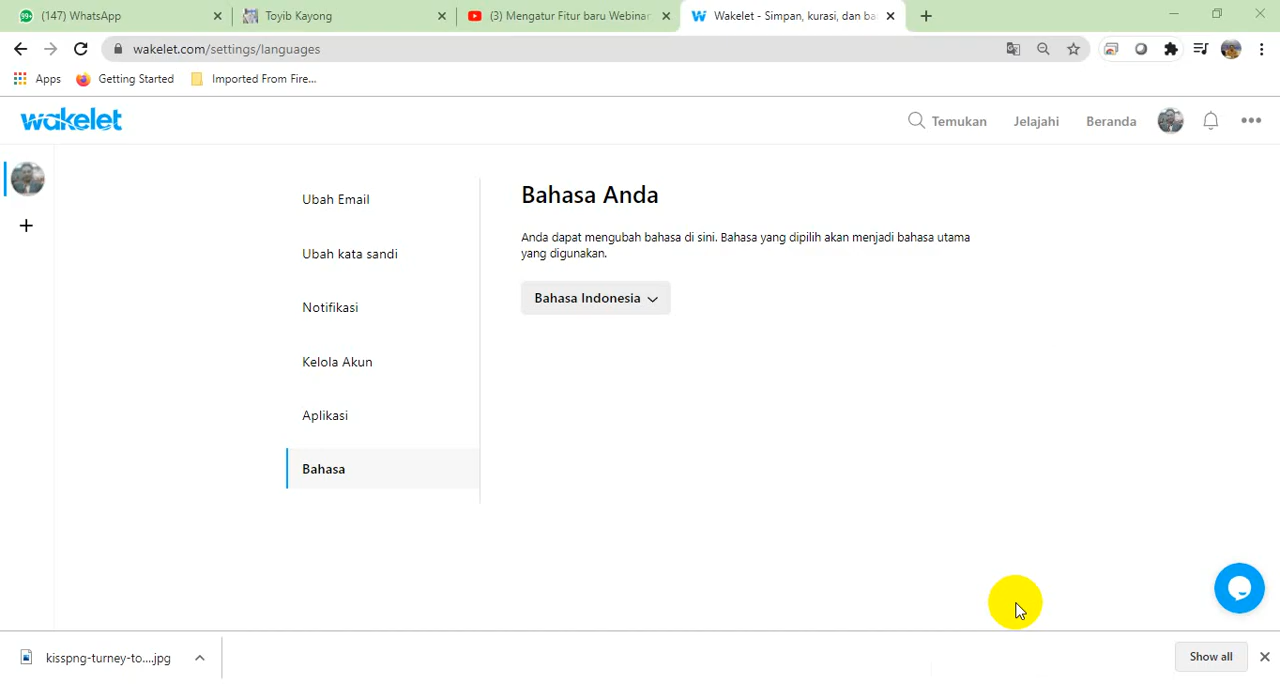 99+ (147) WhatsApp
Toyib Kayong
(3) Mengatur Fitur baru Webinar
Wakelet - Simpan, kurasi, dan ba
wakelet.com/settings/languages
Apps
Getting Started
Imported From Fire...
wakelet
Temukan
Jelajahi
Beranda
Ubah Email
Ubah kata sandi
Notifikasi
Kelola Akun
Aplikasi
Bahasa
Bahasa Anda
Anda dapat mengubah bahasa di sini. Bahasa yang dipilih akan menjadi bahasa utama
yang digunakan.
Bahasa Indonesia
kisspng-turney-to....jpg
Show all